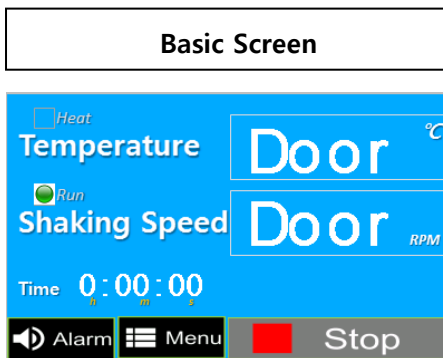 Basic Screen
Heat
Temperature Door °C
Run
Shaking Speed Door RPM
Time 0:00:00
h m s
Alarm Menu Stop